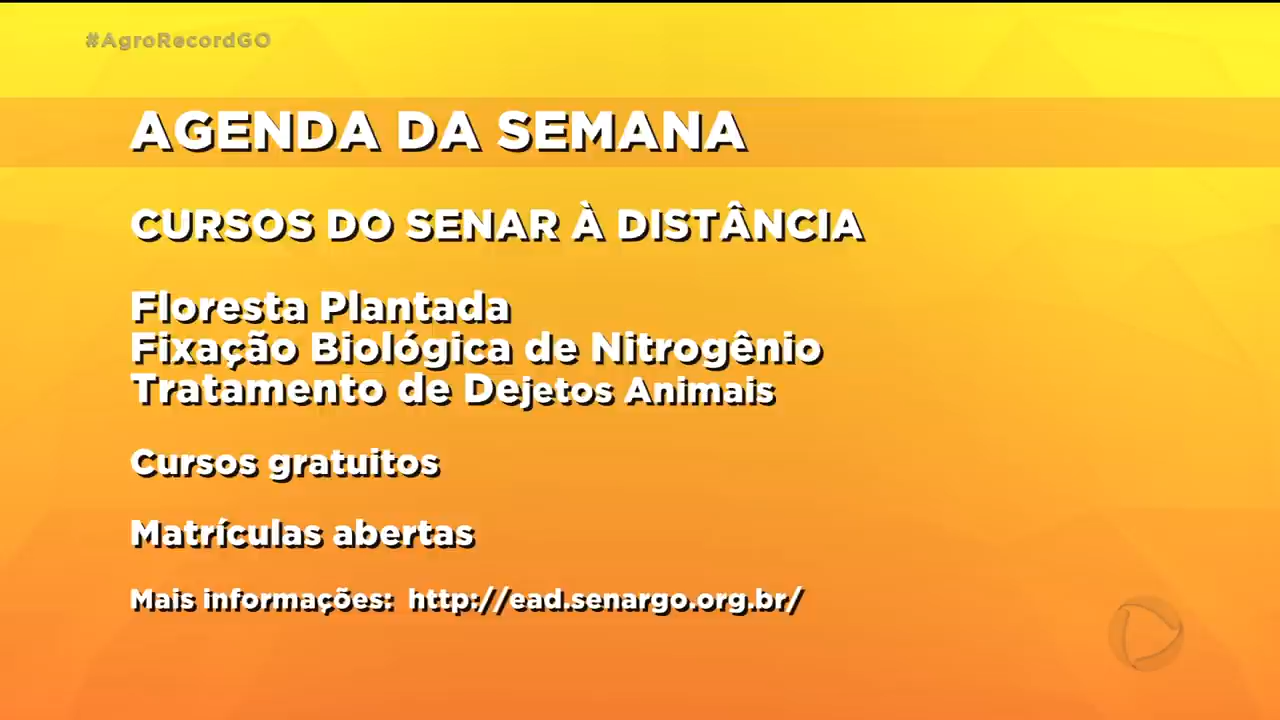 #AgroRecordGO
AGENDA DA SEMANA
CURSOS DO SENAR À DISTÂNCIA
Floresta Plantada
Fixação Biológica de Nitrogênio
Tratamento de Dejetos Animais
Cursos gratuitos
Matrículas abertas
Mais informações: http://ead.senargo.org.br/